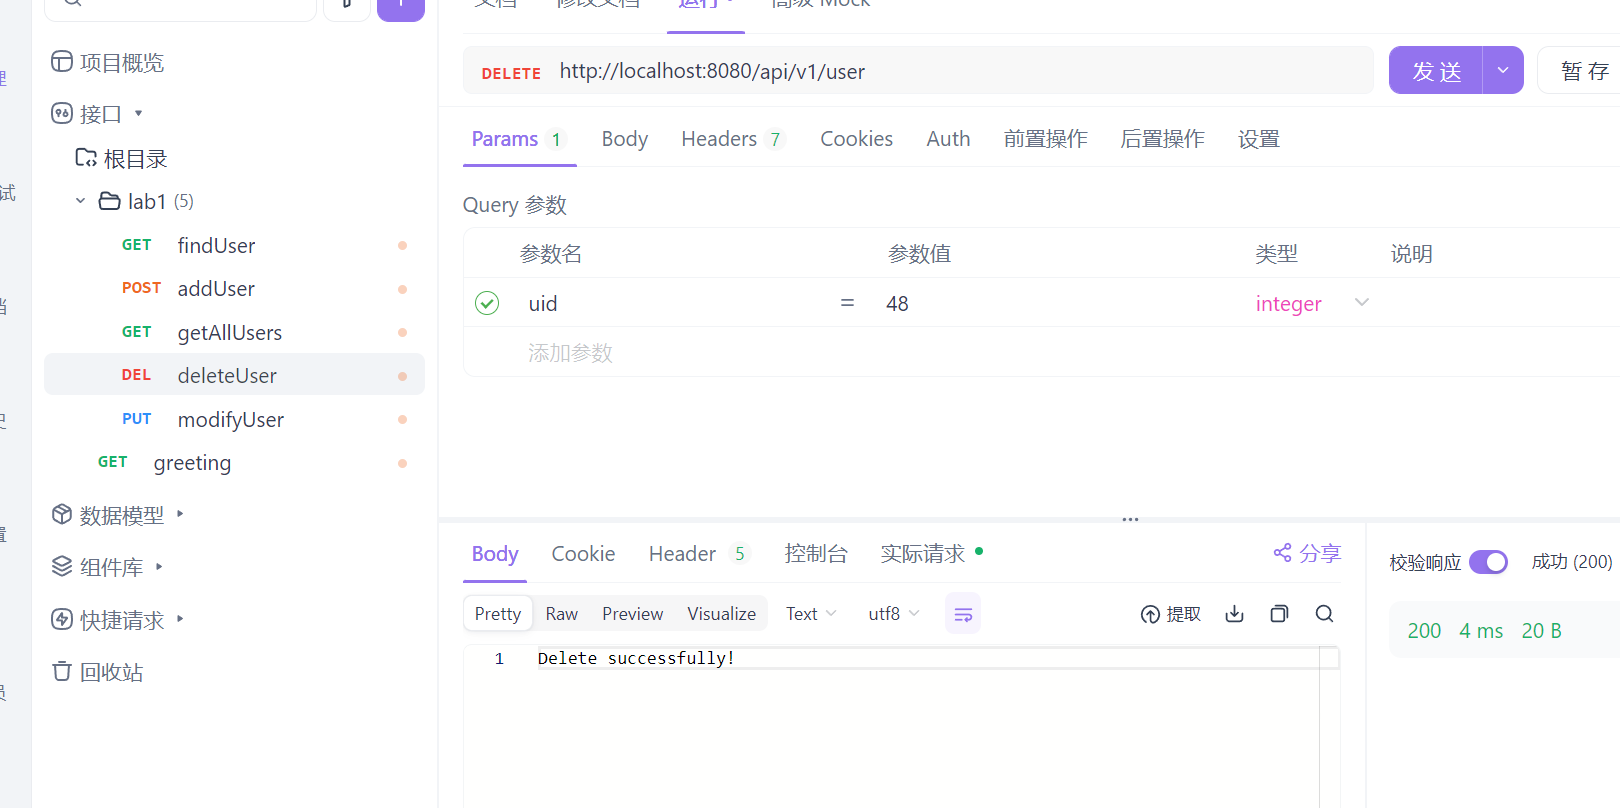 文档 修改文档 运行 高级 Mock
项目概览
接口
根目录
lab1 (5)
GET findUser
POST addUser
GET getAllUsers
DEL deleteUser
PUT modifyUser
GET greeting
数据模型
组件库
快捷请求
回收站
DELETE http://localhost:8080/api/v1/user
发 送
暂 存
Params 1 Body Headers 7 Cookies Auth 前置操作 后置操作 设置
Query 参数
参数名 参数值 类型 说明
uid = 48 integer
添加参数
Body Cookie Header 5 控制台 实际请求 分享
Pretty Raw Preview Visualize Text utf8 提取
1 Delete successfully!
校验响应 成功 (200)
200 4 ms 20 B